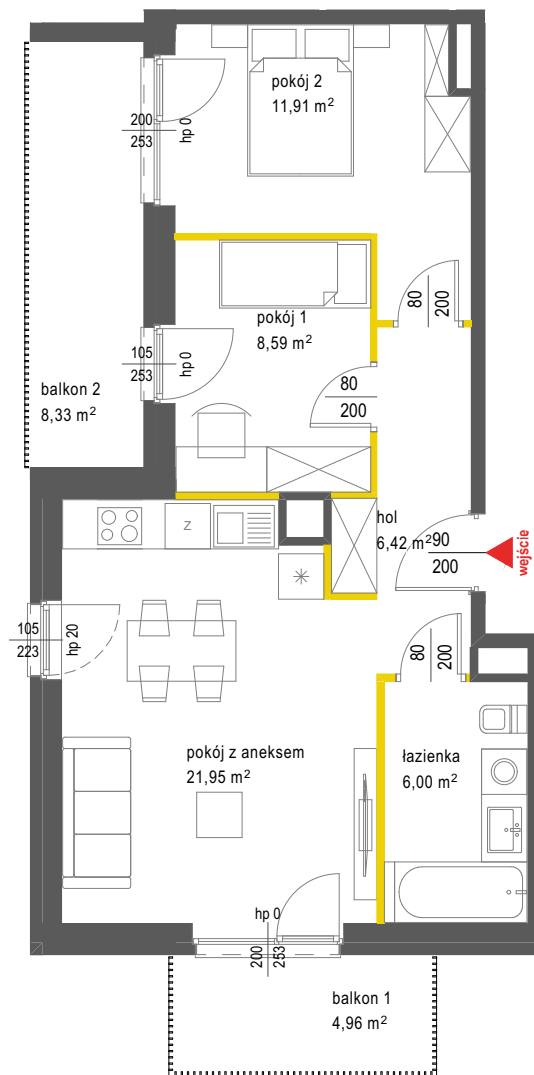 pokój 2
11,91 m²
200
253
hp 0
80
200
pokój 1
8,59 m²
105
253
hp 0
80
200
balkon 2
8,33 m²
z
hol
6,42 m²
90
200
wejście
105
223
hp 20
80
200
pokój z aneksem
21,95 m²
łazienka
6,00 m²
hp 0
200
253
balkon 1
4,96 m²